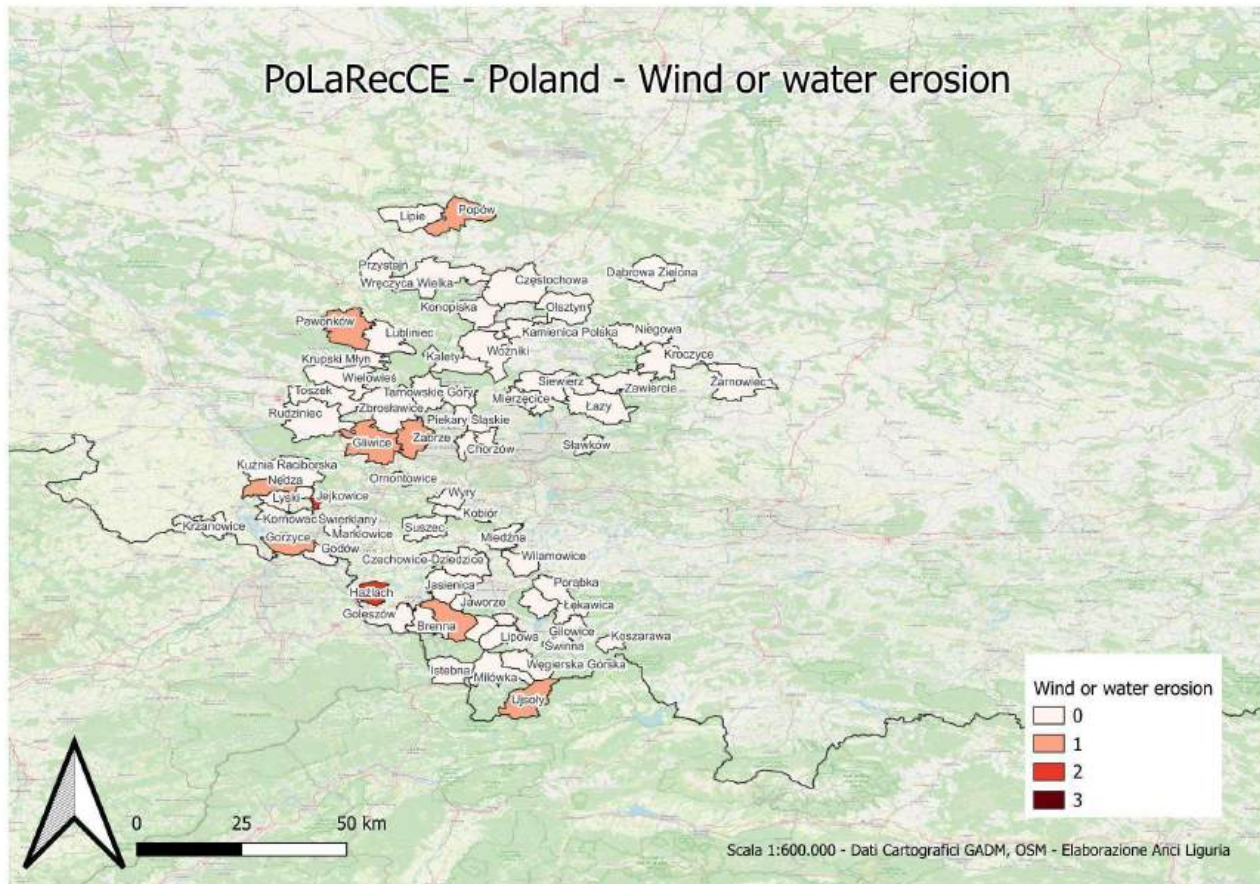 PoLaRecCE - Poland - Wind or water erosion
Lipie
Popów
Przystajń
Wręczyca Wielka
Częstochowa
Dąbrowa Zielona
Konopiska
Olsztyn
Pawonków
Lubliniec
Kamienica Polska
Niegowa
Woźniki
Kroczyce
Krupski Młyn
Kalety
Wielowieś
Siewierz
Zawiercie
Żarnowiec
Toszek
Tarnowskie Góry
Mierzęcice
Łazy
Rudziniec
Zbrosławice
Piekary Śląskie
Gliwice
Zabrze
Chorzów
Sławków
Kuźnia Raciborska
Nędza
Ornontowice
Lyski
Jejkowice
Wyry
Kornowac
Świerklany
Kobiór
Krzanowice
Gorzyce
Marklowice
Suszec
Miedźna
Godów
Czechowice-Dziedzice
Wilamowice
Hażlach
Jasienica
Porąbka
Jaworze
Łękawica
Goleszów
Brenna
Lipowa
Gilowice
Świnna
Koszarawa
Istebna
Milówka
Węgierska Górska
Ujsoły
Wind or water erosion
0
1
2
3
0 25 50 km
Scala 1:600.000 - Dati Cartografici GADM, OSM - Elaborazione Anci Liguria